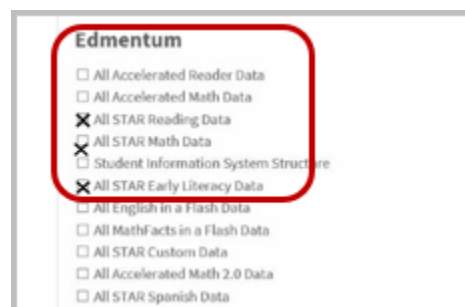 Edmentum
All Accelerated Reader Data
All Accelerated Math Data
All STAR Reading Data
All STAR Math Data
Student Information System Structure
All STAR Early Literacy Data
All English in a Flash Data
All MathFacts in a Flash Data
All STAR Custom Data
All Accelerated Math 2.0 Data
All STAR Spanish Data